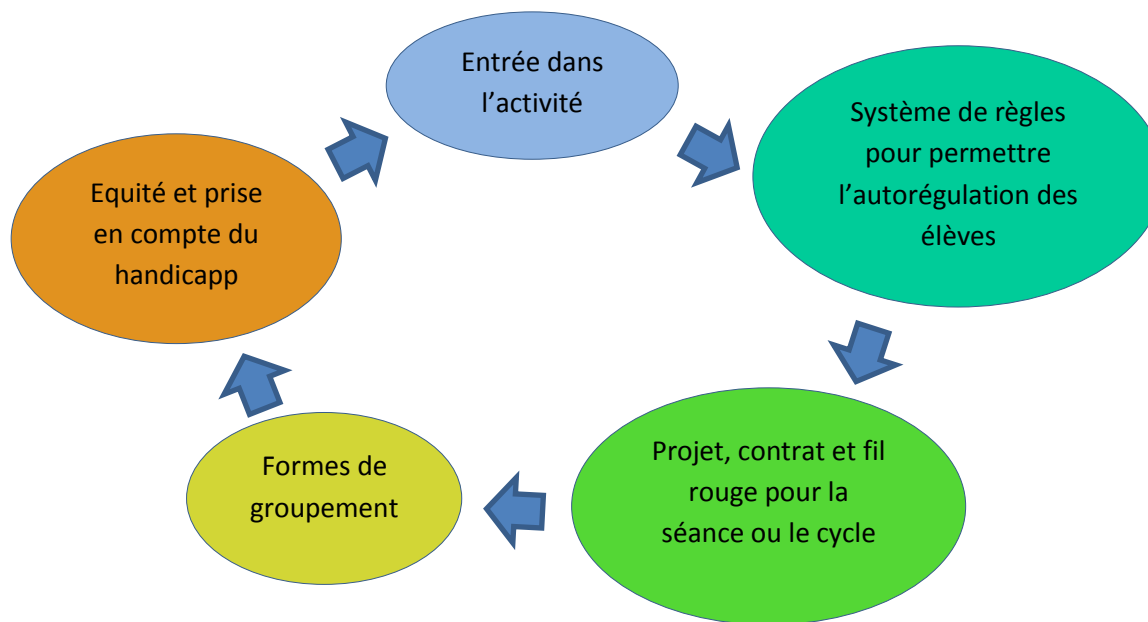 Entrée dans
l’activité
Système de règles
pour permettre
l’autorégulation des
élèves
Projet, contrat et fil
rouge pour la
séance ou le cycle
Formes de
groupement
Equité et prise
en compte du
handicapp